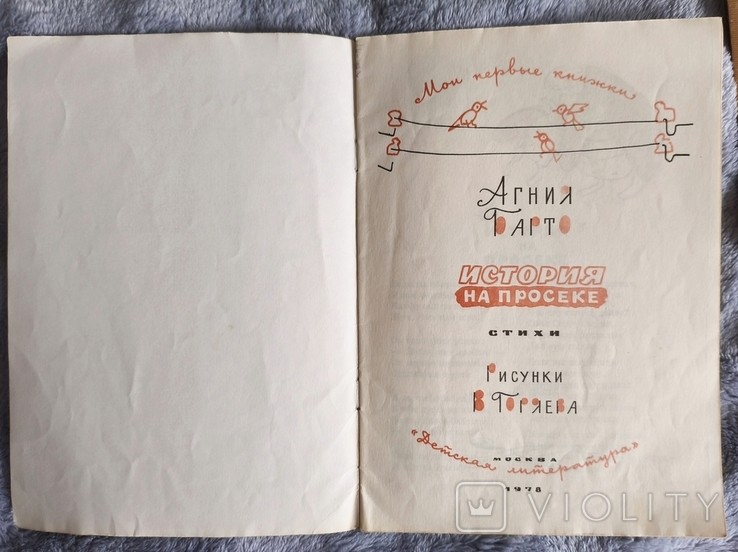 Мои первые книжки
Агния
Барто
ИСТОРИЯ
НА ПРОСЕКЕ
СТИХИ
Рисунки
В Горяева
МОСКВА
"Детская литература"
1978
VIOLITY